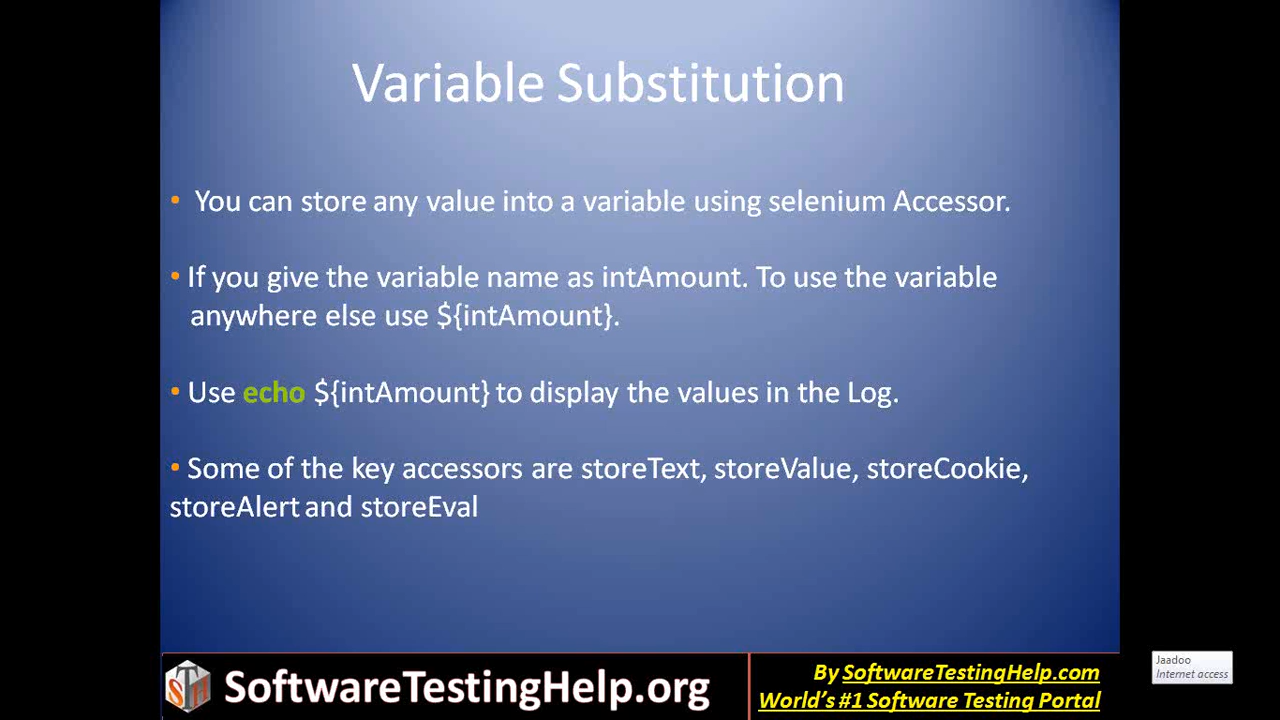 Variable Substitution
• You can store any value into a variable using selenium Accessor.
• If you give the variable name as intAmount. To use the variable
anywhere else use ${intAmount}.
• Use echo ${intAmount} to display the values in the Log.
• Some of the key accessors are storeText, storeValue, storeCookie,
storeAlert and storeEval
STH
SoftwareTestingHelp.org
By SoftwareTestingHelp.com
World's #1 Software Testing Portal
Jaadoo
Internet access